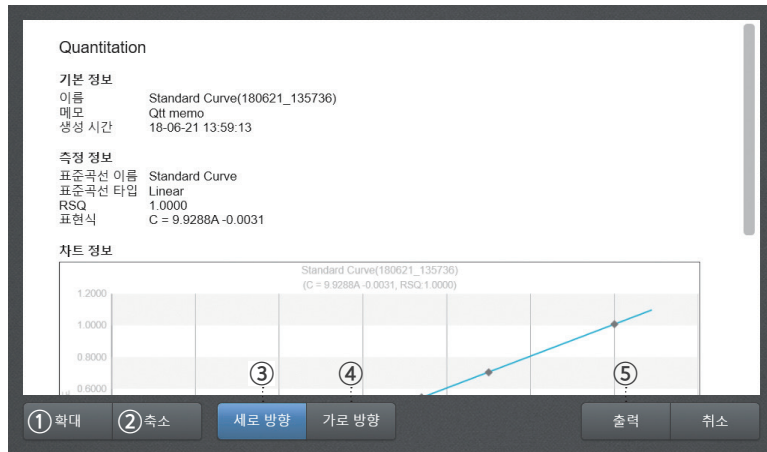 Quantitation
기본 정보
이름 Standard Curve(180621_135736)
메모 Qtt memo
생성 시간 18-06-21 13:59:13
측정 정보
표준곡선 이름 Standard Curve
표준곡선 타입 Linear
RSQ 1.0000
표현식 C = 9.9288A -0.0031
차트 정보
Standard Curve(180621_135736)
(C = 9.9288A -0.0031, RSQ:1.0000)
1.2000
1.0000
0.8000
0.6000
③ ④ ⑤
① 확대 ② 축소 세로 방향 가로 방향 출력 취소